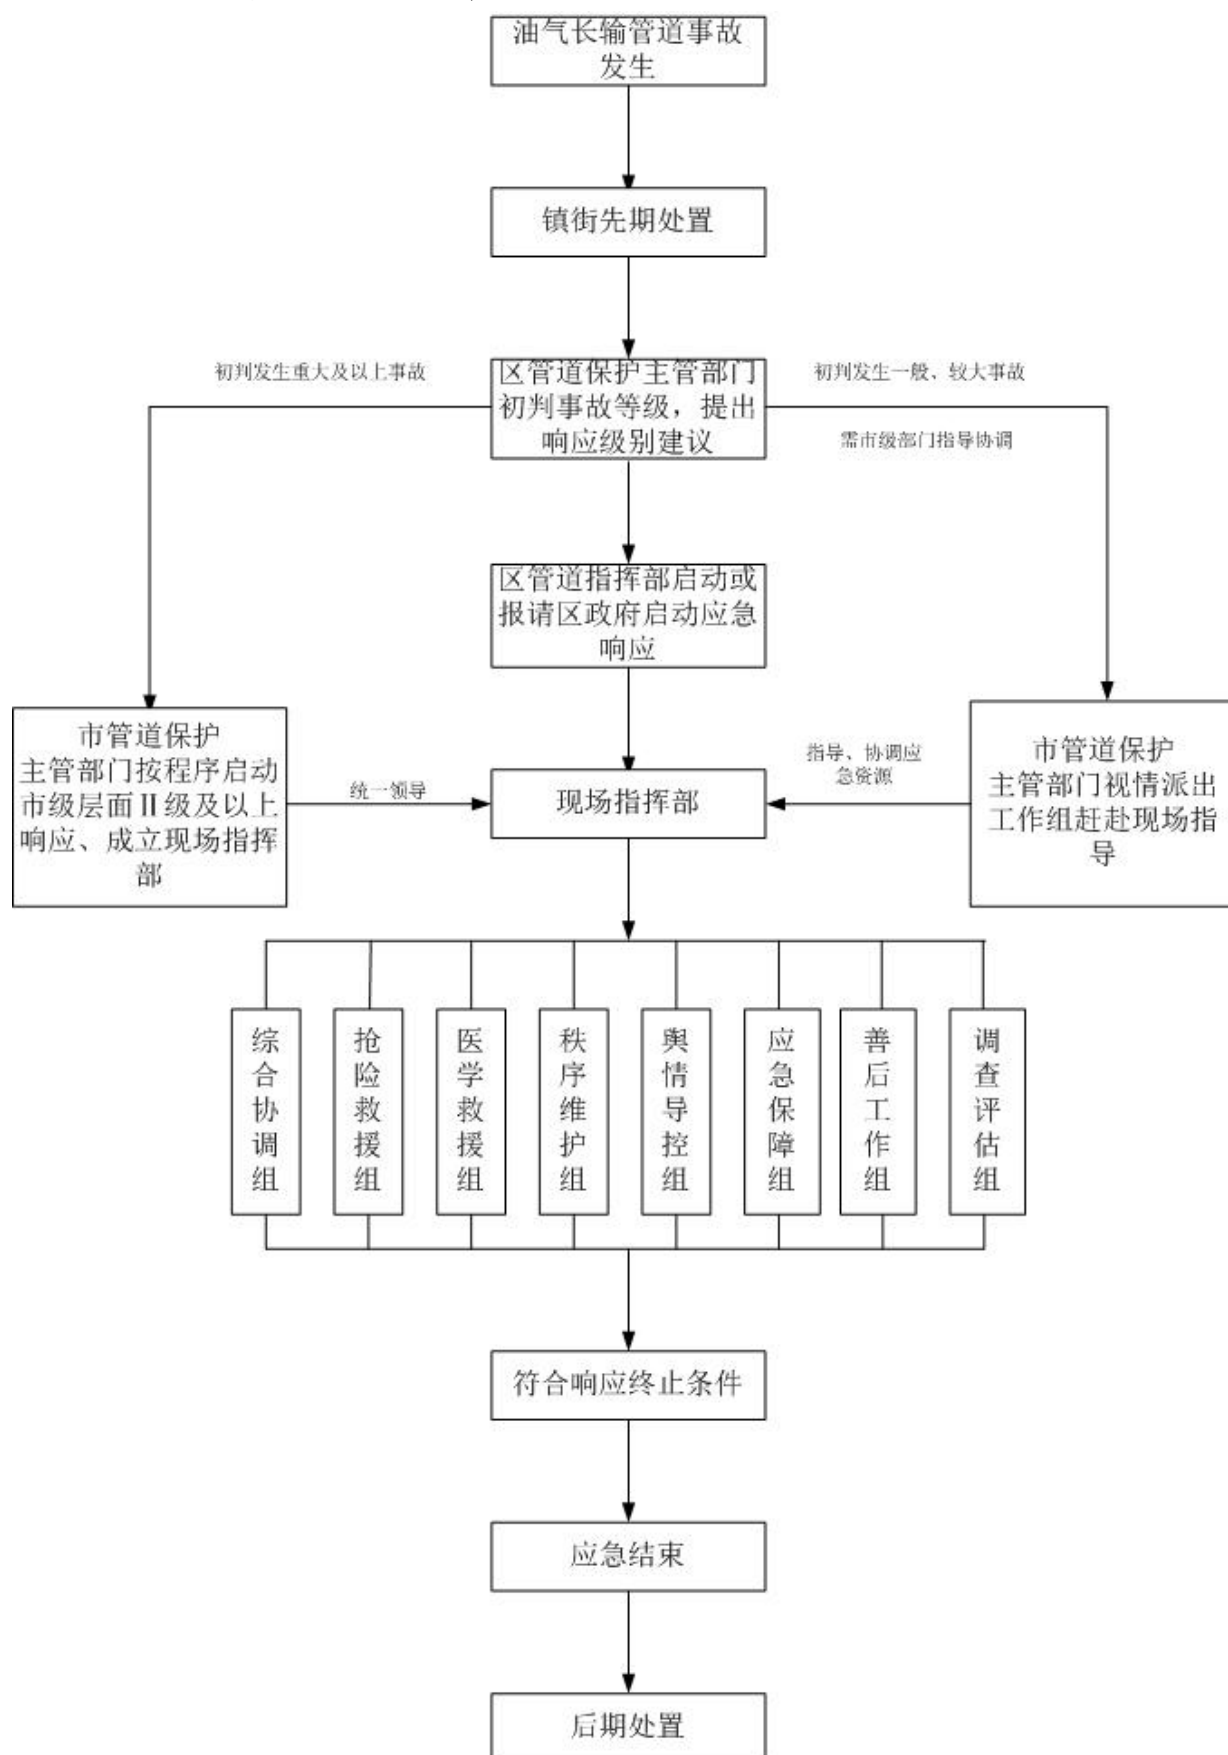 油气长输管道事故
发生
镇街先期处置
初判发生重大及以上事故
区管道保护主管部门
初判事故等级，提出
响应级别建议
初判发生一般、较大事故
需市级部门指导协调
区管道指挥部启动或
报请区政府启动应急
响应
市管道保护
主管部门按程序启动
市级层面Ⅱ级及以上
响应、成立现场指挥
部
统一领导
现场指挥部
指导、协调应
急资源
市管道保护
主管部门视情派出
工作组赶赴现场指
导
综合协调组
抢险救援组
医学救援组
秩序维护组
舆情导控组
应急保障组
善后工作组
调查评估组
符合响应终止条件
应急结束
后期处置